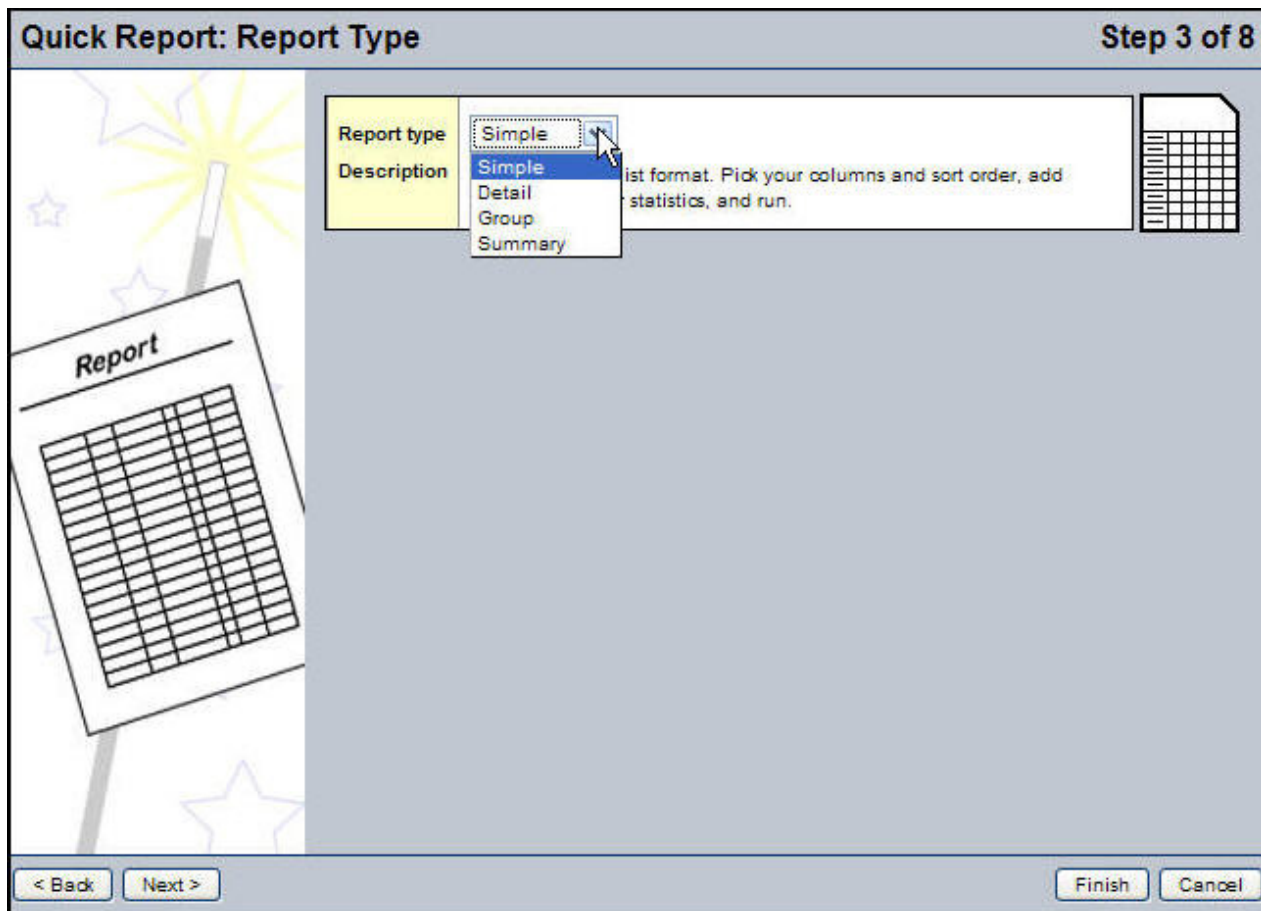 Quick Report: Report Type
Step 3 of 8
Report type
Simple
Description
Simple
Detail
Group
Summary
ist format. Pick your columns and sort order, add
statistics, and run.
Report
< Back
Next >
Finish
Cancel